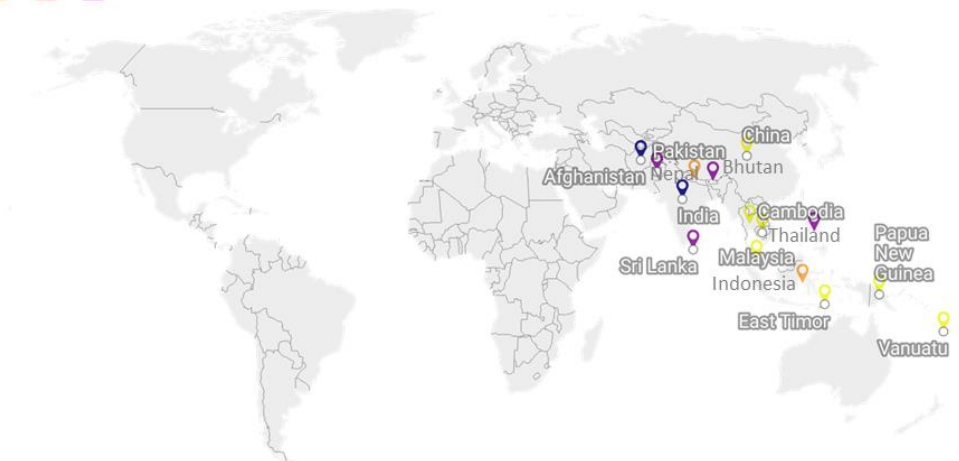 China
Pakistan
Afghanistan
Nepal
Bhutan
India
Cambodia
Thailand
Sri Lanka
Malaysia
Indonesia
Papua
New
Guinea
East Timor
Vanuatu